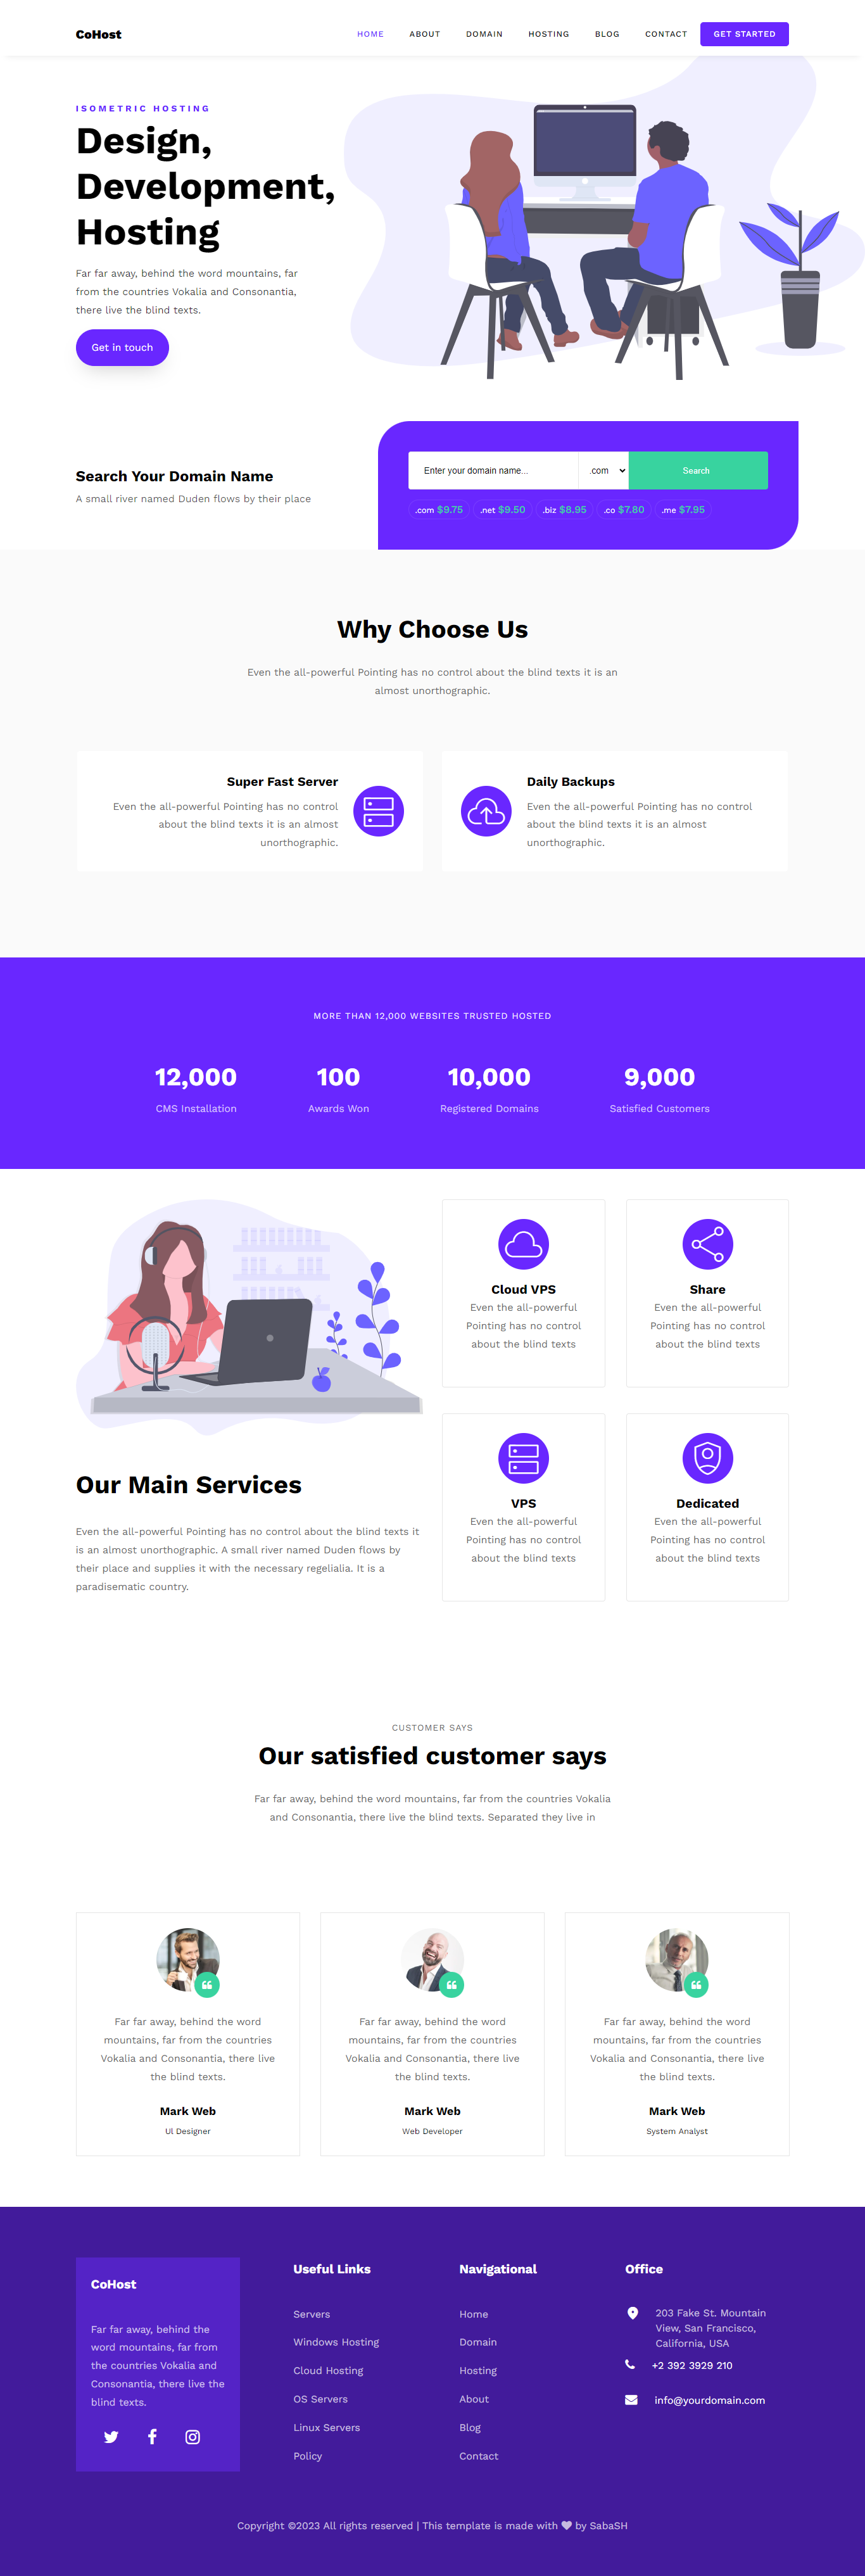 CoHost
HOME
ABOUT
DOMAIN
HOSTING
BLOG
CONTACT
GET STARTED
ISOMETRIC HOSTING
Design,
Development,
Hosting
Far far away, behind the word mountains, far
from the countries Vokalia and Consonantia,
there live the blind texts.
Get in touch
Search Your Domain Name
A small river named Duden flows by their place
Enter your domain name...
.com
Search
.com $9.75
.net $9.50
.biz $8.95
.co $7.80
.me $7.95
Why Choose Us
Even the all-powerful Pointing has no control about the blind texts it is an
almost unorthographic.
Super Fast Server
Even the all-powerful Pointing has no control
about the blind texts it is an almost
unorthographic.
Daily Backups
Even the all-powerful Pointing has no control
about the blind texts it is an almost
unorthographic.
MORE THAN 12,000 WEBSITES TRUSTED HOSTED
12,000
CMS Installation
100
Awards Won
10,000
Registered Domains
9,000
Satisfied Customers
Our Main Services
Even the all-powerful Pointing has no control about the blind texts it
is an almost unorthographic. A small river named Duden flows by
their place and supplies it with the necessary regelialia. It is a
paradisematic country.
Cloud VPS
Even the all-powerful
Pointing has no control
about the blind texts
Share
Even the all-powerful
Pointing has no control
about the blind texts
VPS
Even the all-powerful
Pointing has no control
about the blind texts
Dedicated
Even the all-powerful
Pointing has no control
about the blind texts
CUSTOMER SAYS
Our satisfied customer says
Far far away, behind the word mountains, far from the countries Vokalia
and Consonantia, there live the blind texts. Separated they live in
Far far away, behind the word
mountains, far from the countries
Vokalia and Consonantia, there live
the blind texts.
Mark Web
UI Designer
Far far away, behind the word
mountains, far from the countries
Vokalia and Consonantia, there live
the blind texts.
Mark Web
Web Developer
Far far away, behind the word
mountains, far from the countries
Vokalia and Consonantia, there live
the blind texts.
Mark Web
System Analyst
CoHost
Far far away, behind the
word mountains, far from
the countries Vokalia and
Consonantia, there live the
blind texts.
Useful Links
Servers
Windows Hosting
Cloud Hosting
OS Servers
Linux Servers
Policy
Navigational
Home
Domain
Hosting
About
Blog
Contact
Office
203 Fake St. Mountain
View, San Francisco,
California, USA
+2 392 3929 210
info@yourdomain.com
Copyright ©2023 All rights reserved | This template is made with ♥ by SabaSH